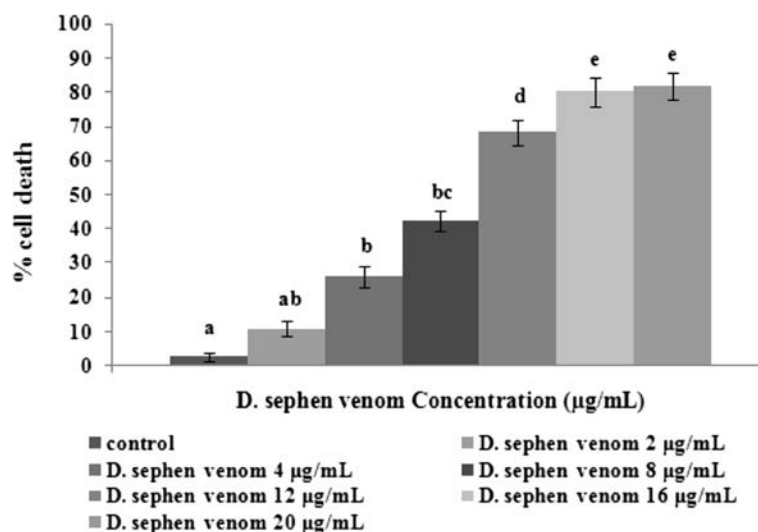 100
90
e e
80
d
70
60
% cell death
50
bc
40
b
30
20
ab
10
a
0
D. sephen venom Concentration (µg/mL)
control D. sephen venom 2 µg/mL
D. sephen venom 4 µg/mL D. sephen venom 8 µg/mL
D. sephen venom 12 µg/mL D. sephen venom 16 µg/mL
D. sephen venom 20 µg/mL